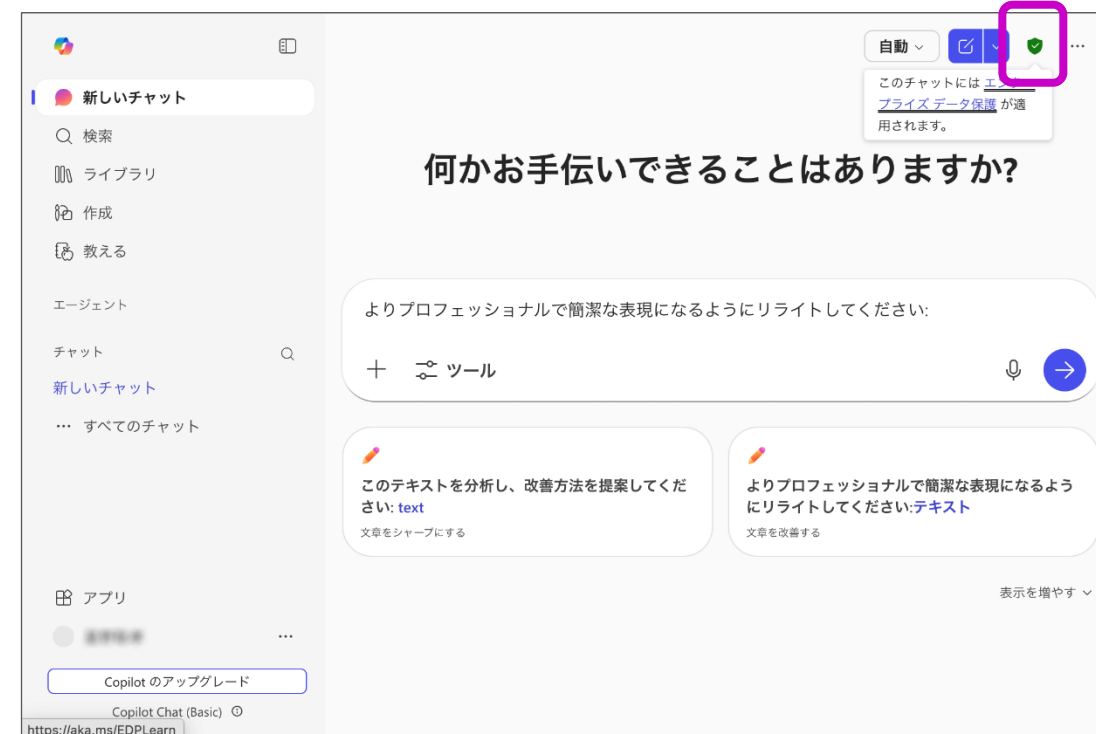 自動
このチャットには エンター
プライズ データ保護 が適
用されます。
新しいチャット
検索
ライブラリ
作成
教える
エージェント
チャット
新しいチャット
… すべてのチャット
何かお手伝いできることはありますか?
よりプロフェッショナルで簡潔な表現になるようにリライトしてください:
ツール
このテキストを分析し、改善方法を提案してくだ
さい: text
文章をシャープにする
よりプロフェッショナルで簡潔な表現になるよう
にリライトしてください:テキスト
文章を改善する
表示を増やす
アプリ
Copilot のアップグレード
Copilot Chat (Basic)
https://aka.ms/EDPLearn